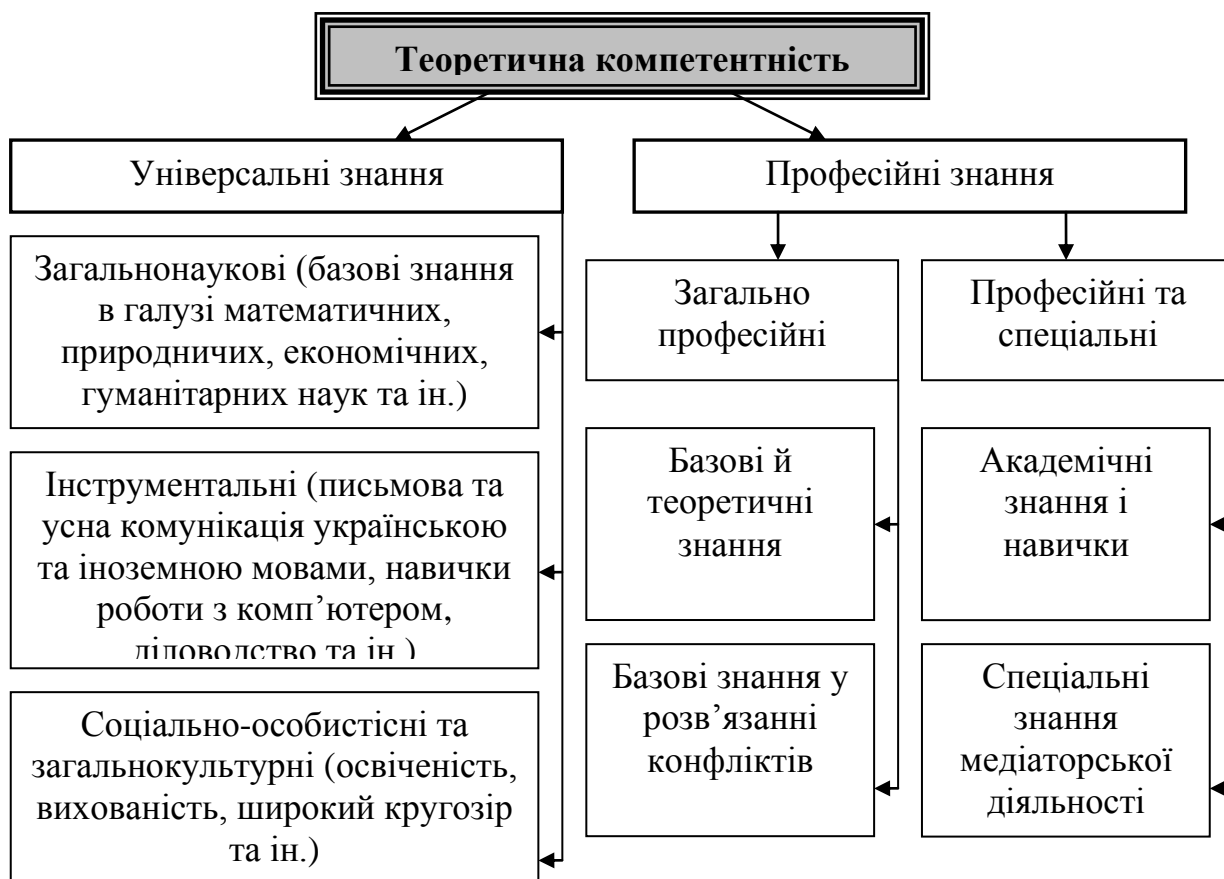 Теоретична компетентність
Універсальні знання
Загальнонаукові (базові знання
в галузі математичних,
природничих, економічних,
гуманітарних наук та ін.)
Інструментальні (письмова та
усна комунікація українською
та іноземною мовами, навички
роботи з комп’ютером,
діловодство та ін.)
Соціально-особистісні та
загальнокультурні (освіченість,
вихованість, широкий кругозір
та ін.)
Професійні знання
Загально
професійні
Базові й
теоретичні
знання
Базові знання у
розв’язанні
конфліктів
Професійні та
спеціальні
Академічні
знання і
навички
Спеціальні
знання
медіаторської
діяльності